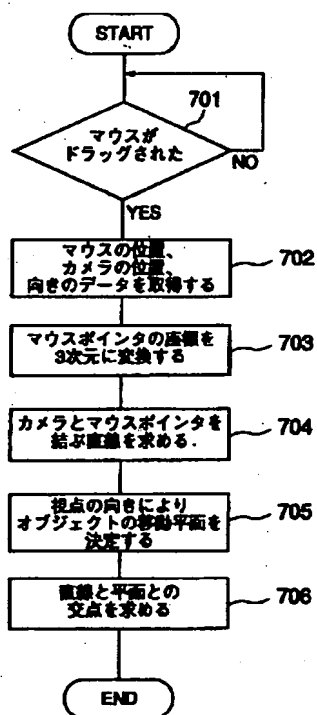 START
701
マウスが
ドラッグされた
NO
YES
マウスの位置、
カメラの位置、
向きのデータを取得する
702
マウスポインタの座標を
3次元に変換する
703
カメラとマウスポインタを
結ぶ直線を求める.
704
視点の向きにより
オブジェクトの移動平面を
決定する
705
直線と平面との
交点を求める
706
END